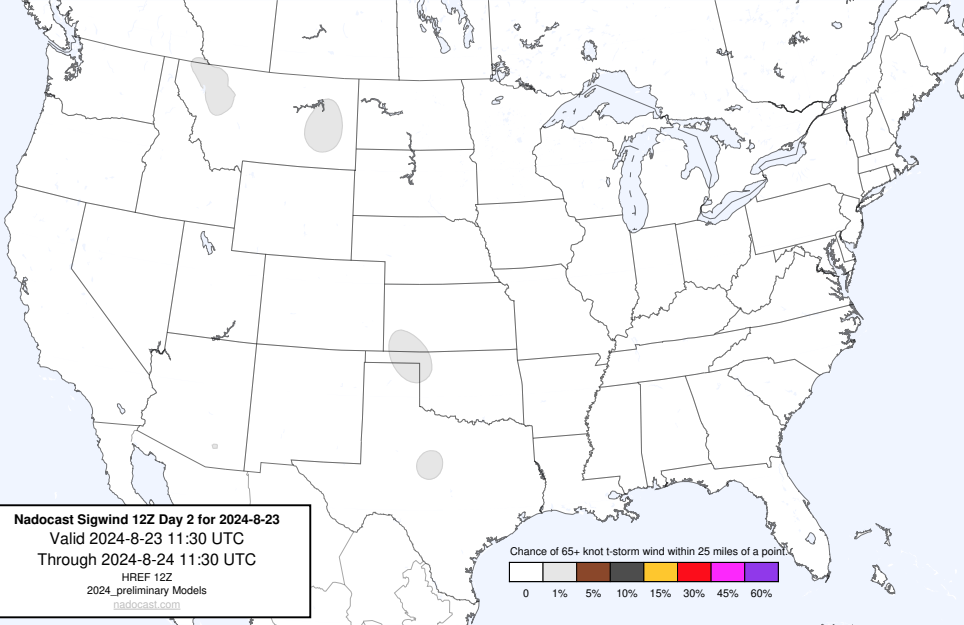 Nadocast Sigwind 12Z Day 2 for 2024-8-23
Valid 2024-8-23 11:30 UTC
Through 2024-8-24 11:30 UTC
HREF 12Z
2024_preliminary Models
nadocast.com
Chance of 65+ knot t-storm wind within 25 miles of a point.
0 1% 5% 10% 15% 30% 45% 60%